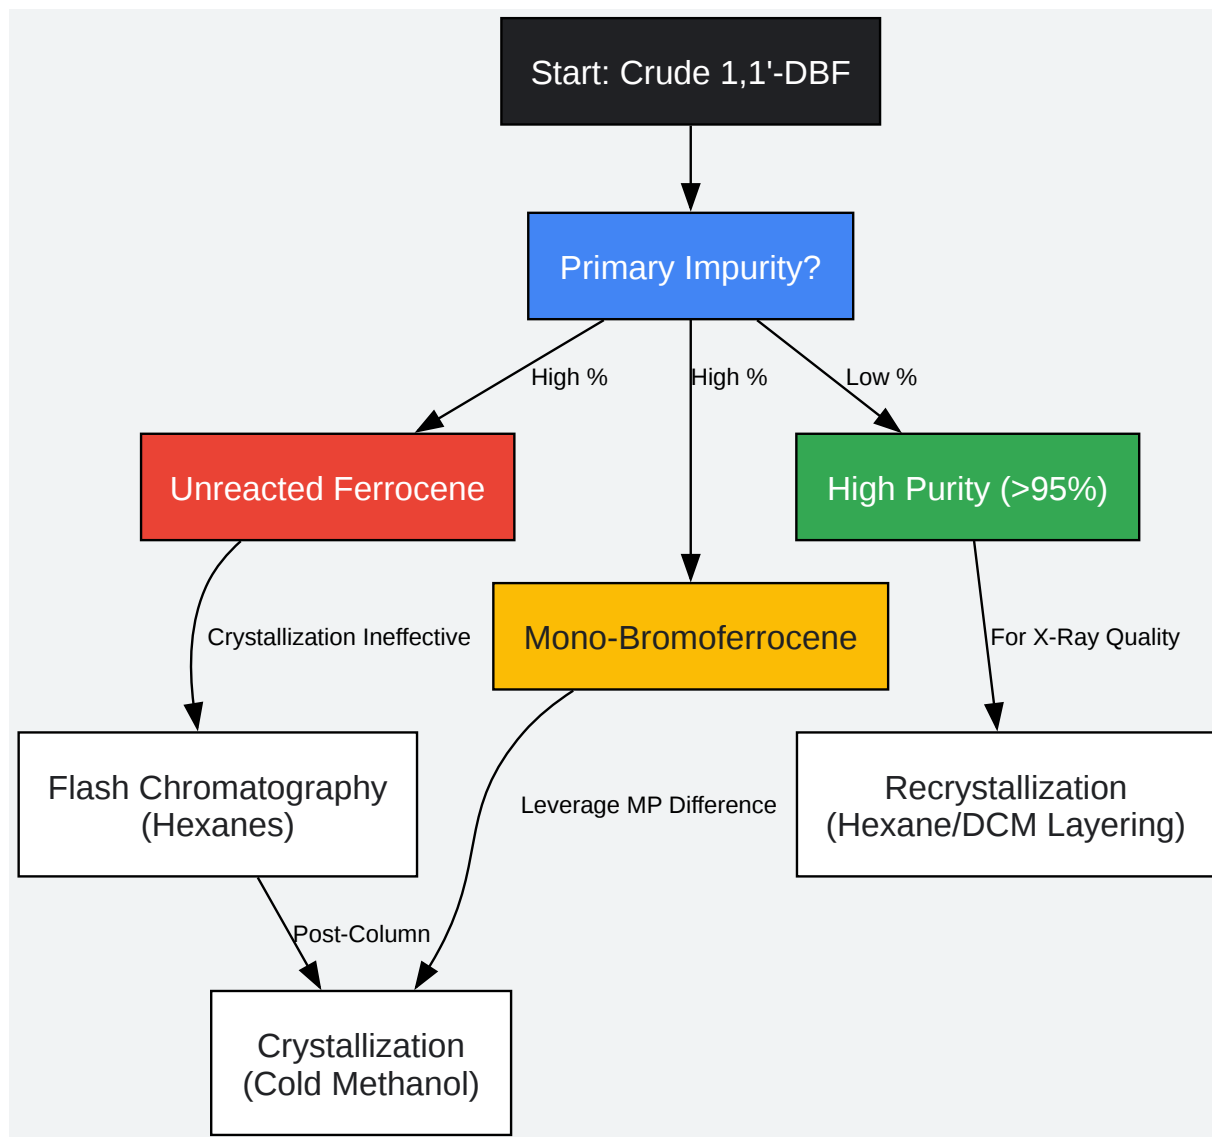 Start: Crude 1,1'-DBF
Primary Impurity?
High %
High %
Low %
Unreacted Ferrocene
High Purity (>95%)
Mono-Bromoferrocene
Crystallization Ineffective
For X-Ray Quality
Flash Chromatography
(Hexanes)
Leverage MP Difference
Recrystallization
(Hexane/DCM Layering)
Post-Column
Crystallization
(Cold Methanol)